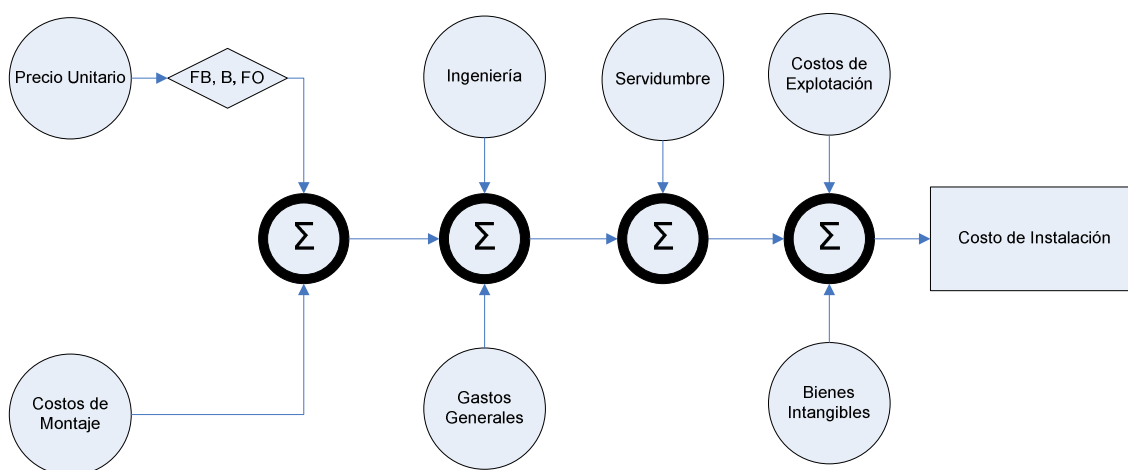 Precio Unitario
FB, B, FO
Ingeniería
Servidumbre
Costos de
Explotación
Σ
Σ
Σ
Σ
Costo de Instalación
Costos de
Montaje
Gastos
Generales
Bienes
Intangibles